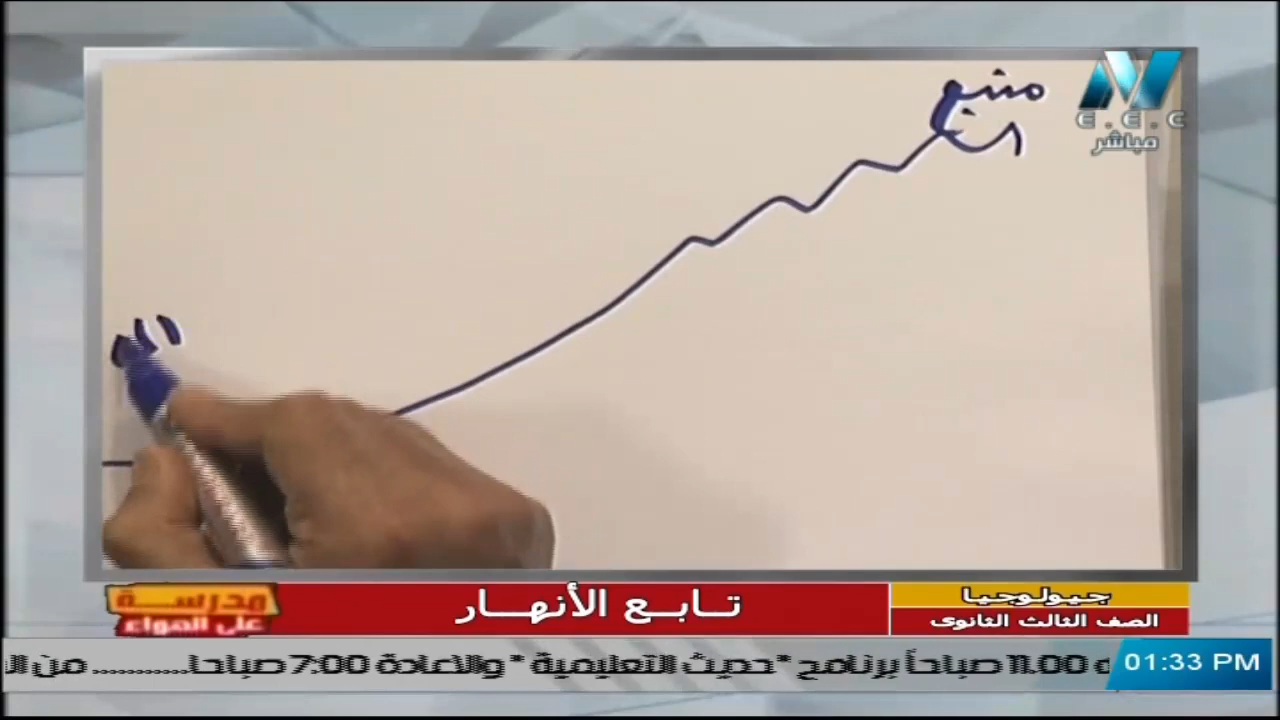 منبع
E.E.C
مباشر
جيولوجيا
تابع الأنهار
الصف الثالث الثانوى
مدرسة
على الهواء
11.00 صباحاً برنامج "حديث التعليمية" والاعادة 7:00 صباحا.......... من
01:33 PM